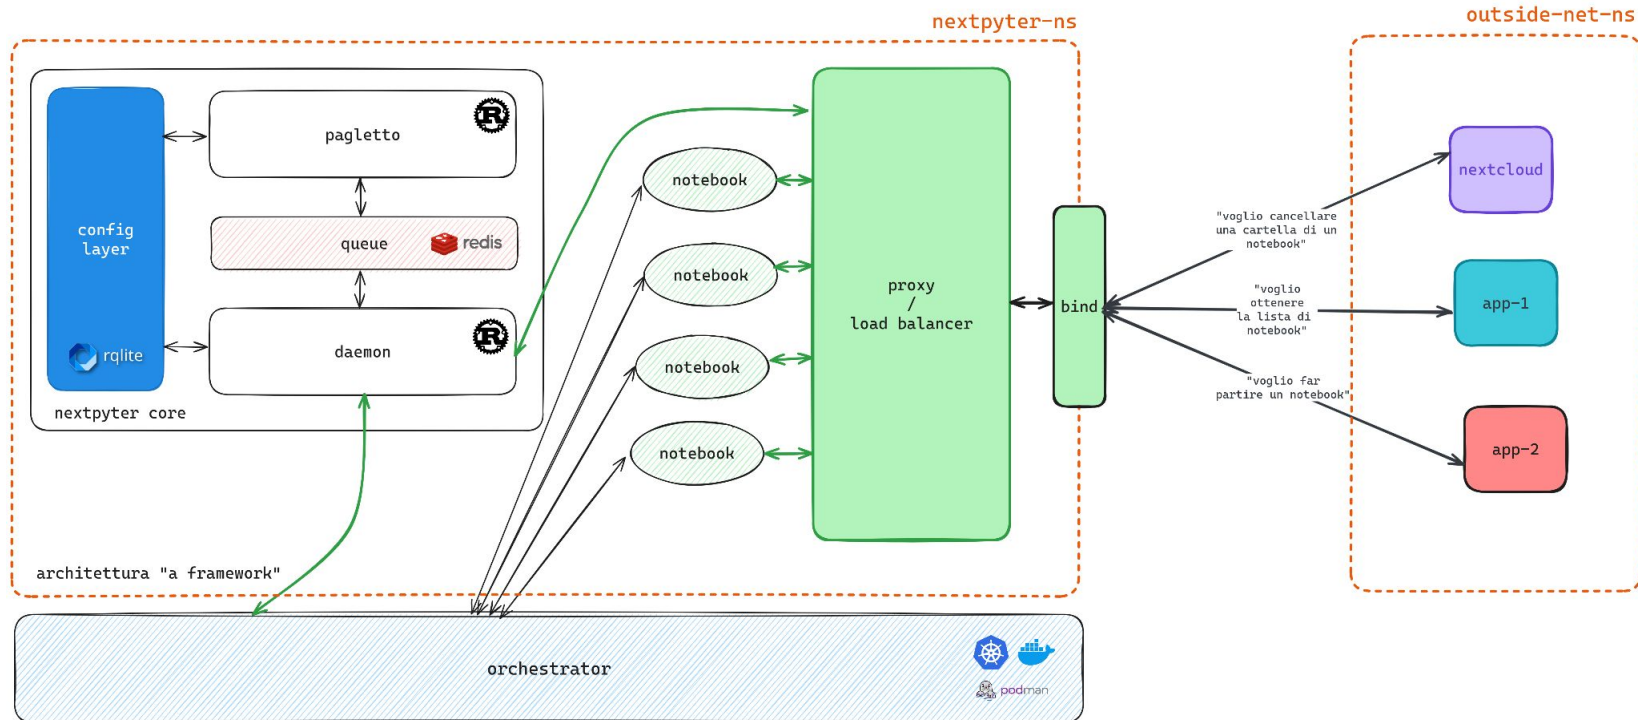 nextpyter-ns
outside-net-ns
config
layer
rqlite
pagletto
queue
redis
daemon
nextpyter core
architettura "a framework"
notebook
notebook
notebook
notebook
proxy
/
load balancer
bind
"voglio cancellare
una cartella di un
notebook"
"voglio
ottenere
la lista di
notebook"
"voglio far
partire un notebook"
nextcloud
app-1
app-2
orchestrator
podman